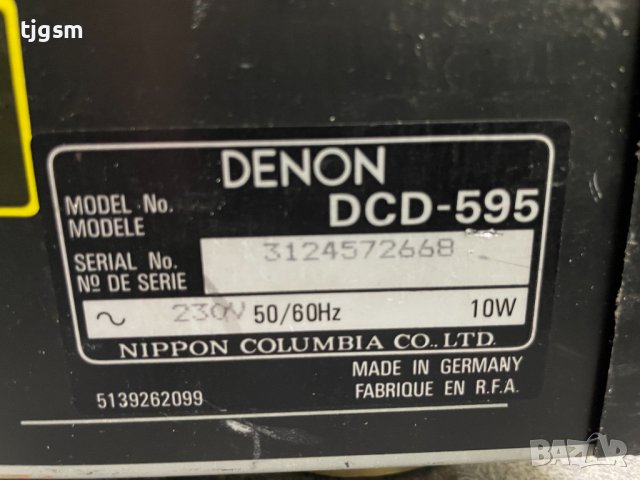 tjgsm
DENON
MODEL No.
MODELE
DCD-595
SERIAL No.
Nº DE SERIE
3124572668
~ 230V 50/60Hz 10W
NIPPON COLUMBIA CO. LTD.
MADE IN GERMANY
FABRIQUE EN R.F.A.
5139262099
BAZAR